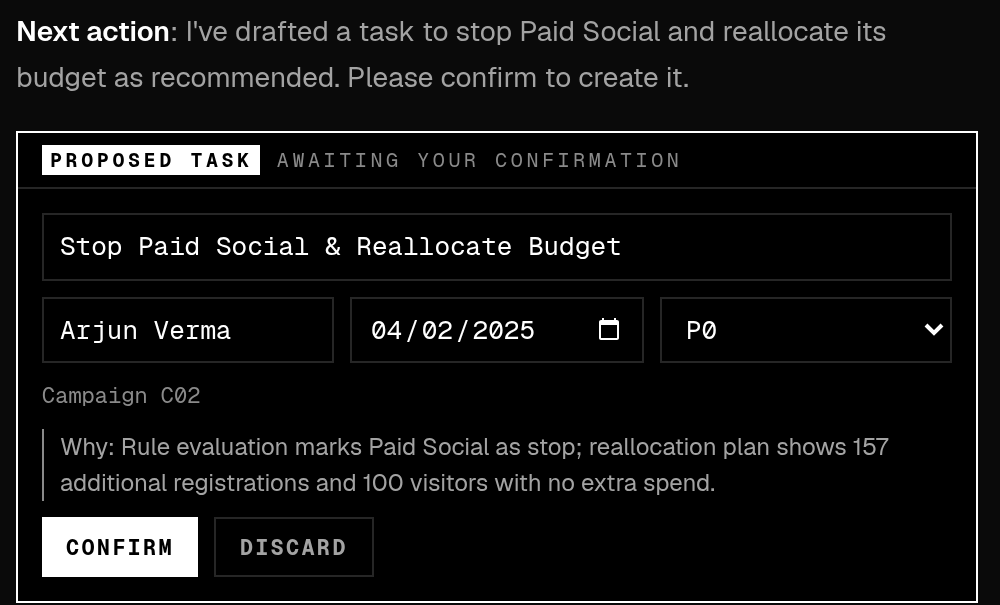 Next action: I've drafted a task to stop Paid Social and reallocate its
budget as recommended. Please confirm to create it.
PROPOSED TASK AWAITING YOUR CONFIRMATION
Stop Paid Social & Reallocate Budget
Arjun Verma 04/02/2025 P0
Campaign C02
Why: Rule evaluation marks Paid Social as stop; reallocation plan shows 157
additional registrations and 100 visitors with no extra spend.
CONFIRM DISCARD